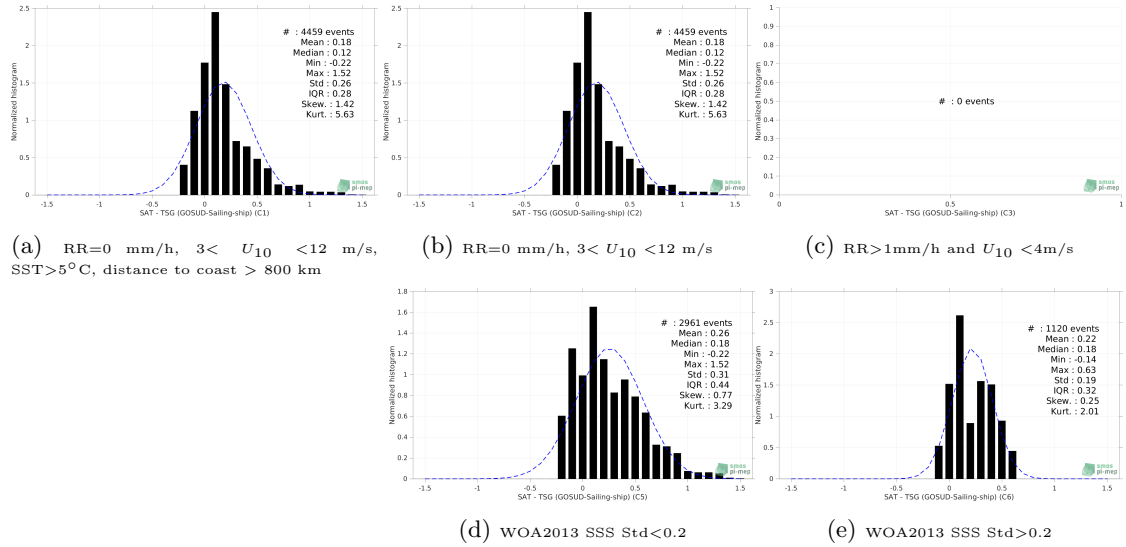 2.5
2
1.5
1
0.5
0
-1.5 -1 -0.5 0 0.5 1 1.5
Normalized histogram
SAT - TSG (GOSUD-Sailing-ship) (C1)
# : 4459 events
Mean : 0.18
Median : 0.12
Min : -0.22
Max : 1.52
Std : 0.26
IQR : 0.28
Skew. : 1.42
Kurt. : 5.63
smos
pi-mep
2.5
2
1.5
1
0.5
0
-1.5 -1 -0.5 0 0.5 1 1.5
Normalized histogram
SAT - TSG (GOSUD-Sailing-ship) (C2)
# : 4459 events
Mean : 0.18
Median : 0.12
Min : -0.22
Max : 1.52
Std : 0.26
IQR : 0.28
Skew. : 1.42
Kurt. : 5.63
smos
pi-mep
1
0.9
0.8
0.7
0.6
0.5
0.4
0.3
0.2
0.1
0
0 0.5 1
Normalized histogram
SAT - TSG (GOSUD-Sailing-ship) (C3)
# : 0 events
smos
pi-mep
(a) RR=0 mm/h, 3< U10 <12 m/s,
SST>5°C, distance to coast > 800 km
(b) RR=0 mm/h, 3< U10 <12 m/s
(c) RR>1mm/h and U10 <4m/s
1.8
1.6
1.4
1.2
1
0.8
0.6
0.4
0.2
0
-1.5 -1 -0.5 0 0.5 1 1.5
Normalized histogram
SAT - TSG (GOSUD-Sailing-ship) (C5)
# : 2961 events
Mean : 0.26
Median : 0.18
Min : -0.22
Max : 1.52
Std : 0.31
IQR : 0.44
Skew. : 0.77
Kurt. : 3.29
smos
pi-mep
3
2.5
2
1.5
1
0.5
0
-1.5 -1 -0.5 0 0.5 1 1.5
Normalized histogram
SAT - TSG (GOSUD-Sailing-ship) (C6)
# : 1120 events
Mean : 0.22
Median : 0.18
Min : -0.14
Max : 0.63
Std : 0.19
IQR : 0.32
Skew. : 0.25
Kurt. : 2.01
smos
pi-mep
(d) WOA2013 SSS Std<0.2
(e) WOA2013 SSS Std>0.2